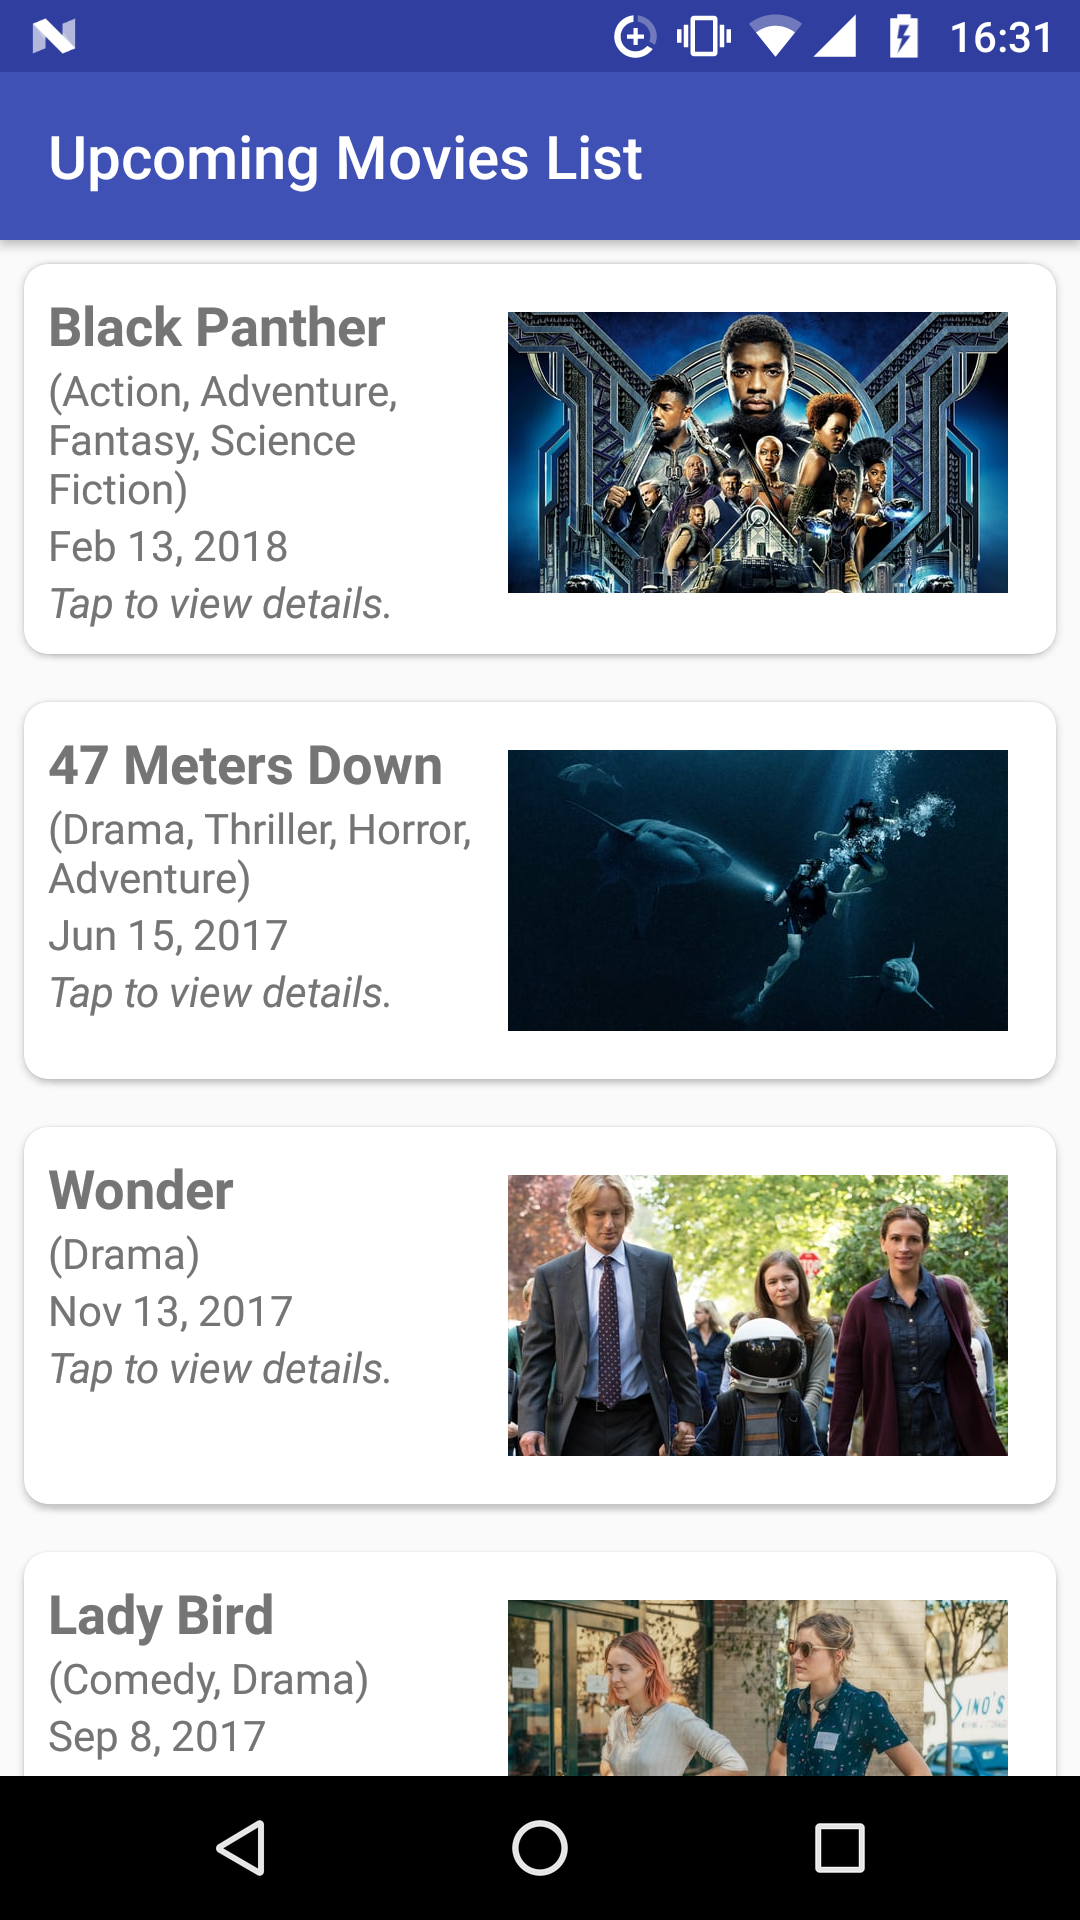 16:31
Upcoming Movies List
Black Panther
(Action, Adventure,
Fantasy, Science
Fiction)
Feb 13, 2018
Tap to view details.
47 Meters Down
(Drama, Thriller, Horror,
Adventure)
Jun 15, 2017
Tap to view details.
Wonder
(Drama)
Nov 13, 2017
Tap to view details.
Lady Bird
(Comedy, Drama)
Sep 8, 2017